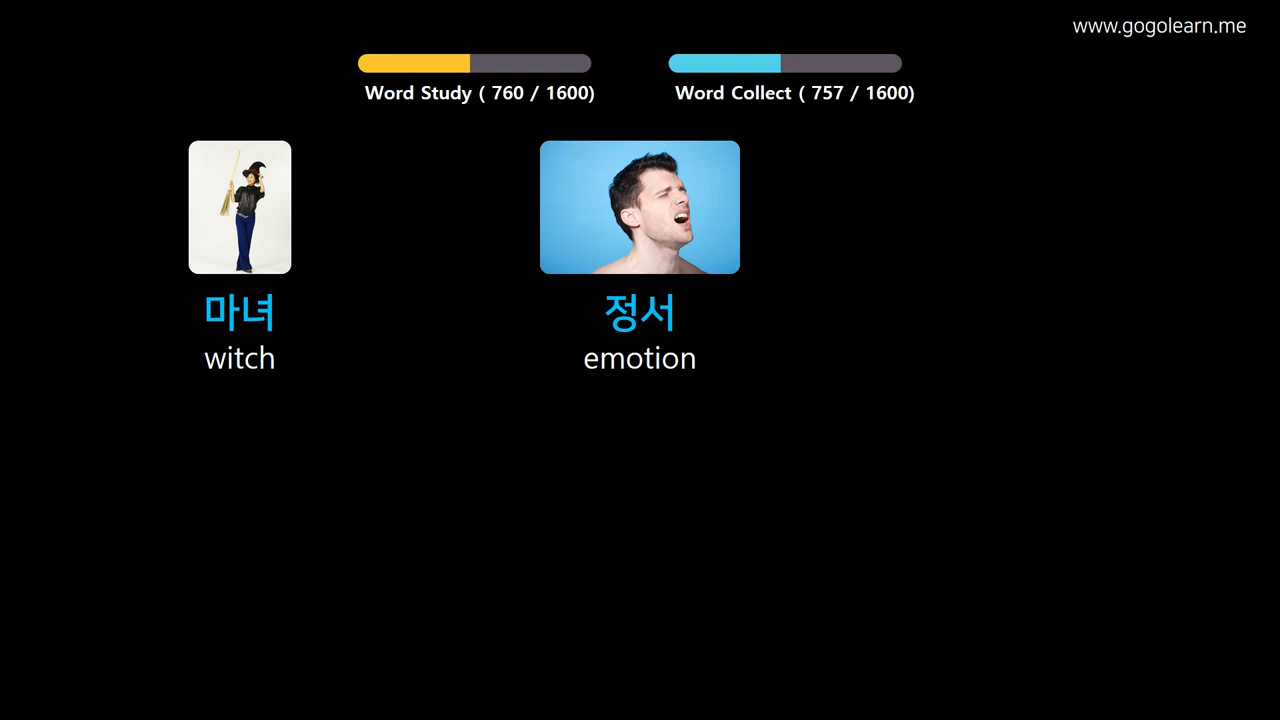 www.gogolearn.me
Word Study ( 760 / 1600)
Word Collect ( 757 / 1600)
마녀
witch
정서
emotion